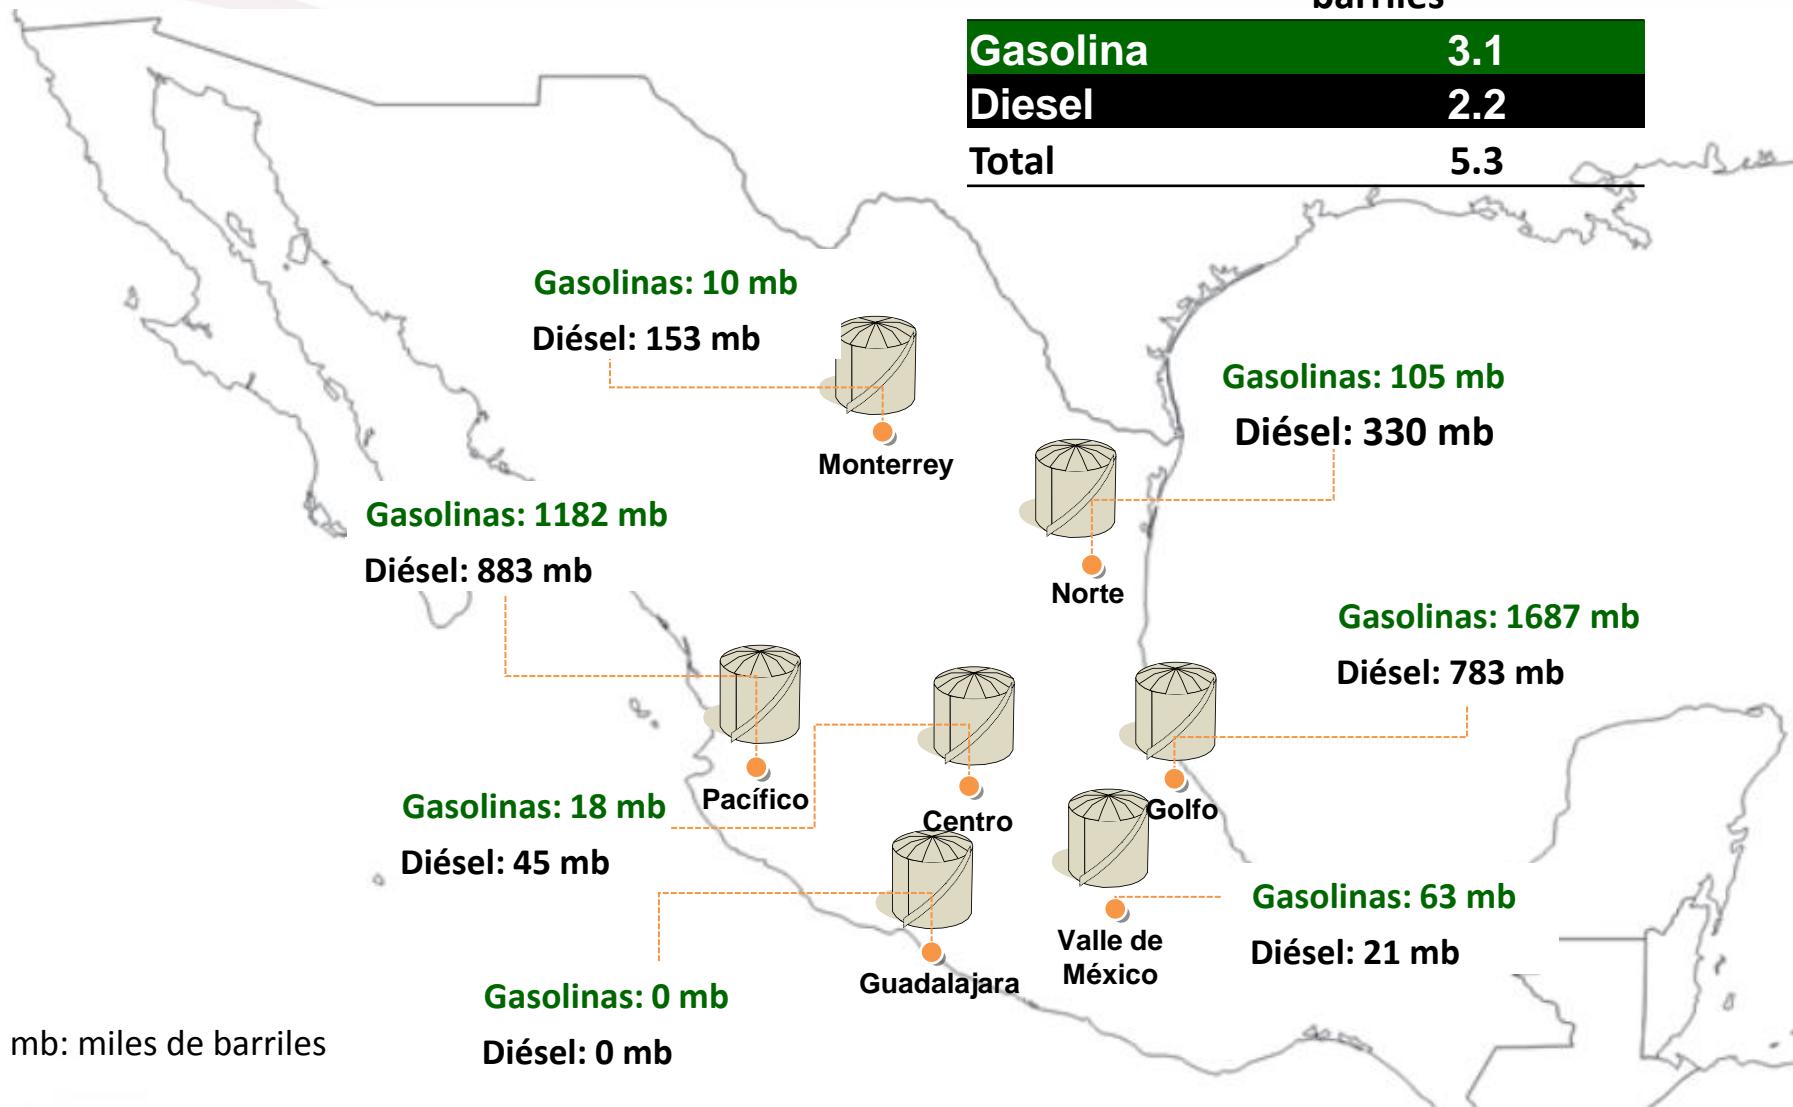 barriles
Gasolina 3.1
Diesel 2.2
Total 5.3
Gasolinas: 10 mb
Diésel: 153 mb
Monterrey
Gasolinas: 105 mb
Diésel: 330 mb
Norte
Gasolinas: 1182 mb
Diésel: 883 mb
Pacífico
Gasolinas: 1687 mb
Diésel: 783 mb
Golfo
Gasolinas: 18 mb
Diésel: 45 mb
Centro
Gasolinas: 63 mb
Diésel: 21 mb
Valle de
México
Guadalajara
Gasolinas: 0 mb
Diésel: 0 mb
mb: miles de barriles